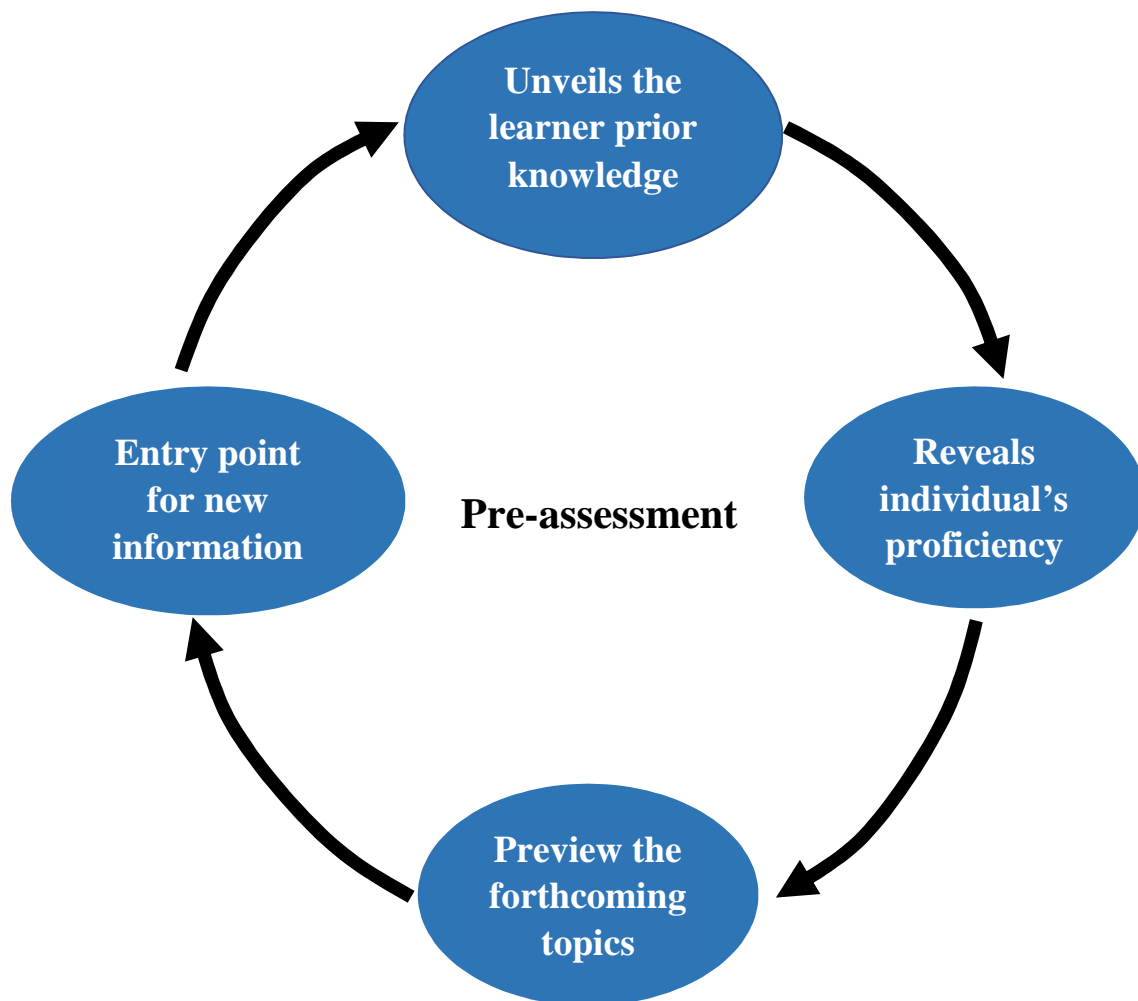 Unveils the
learner prior
knowledge
Reveals
individual’s
proficiency
Preview the
forthcoming
topics
Entry point
for new
information
Pre-assessment